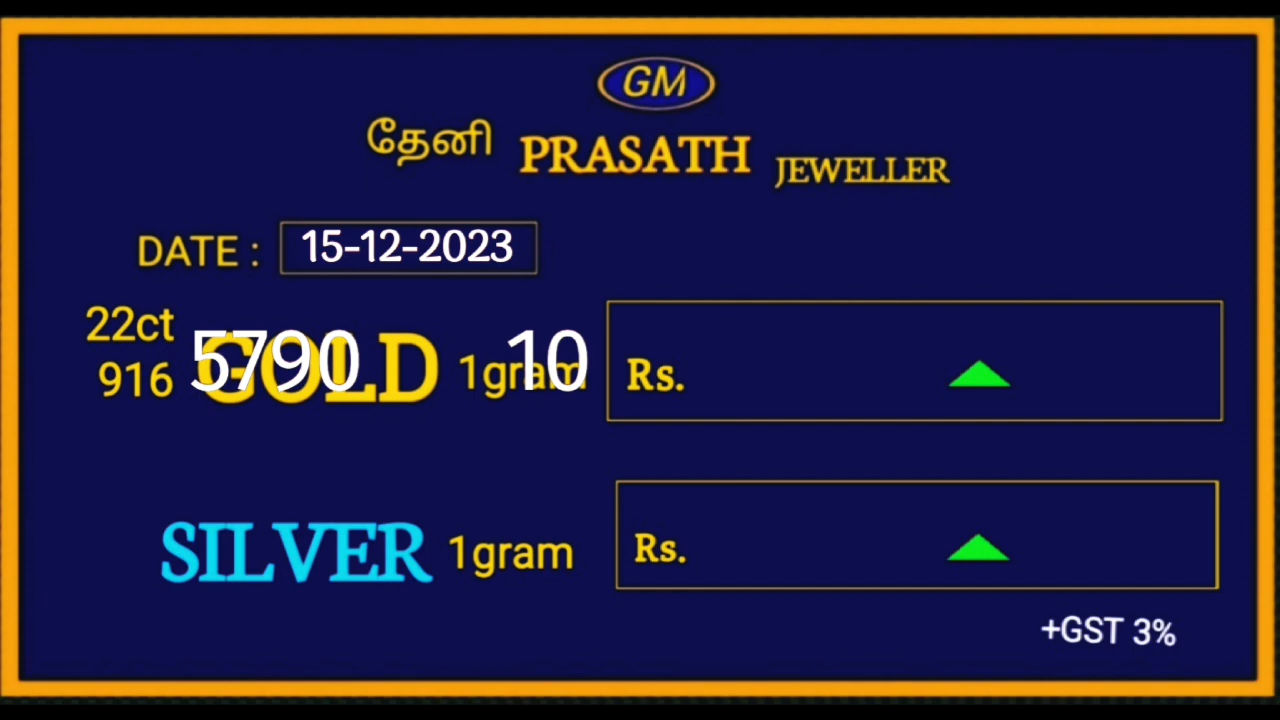 GM
தேனி PRASATH JEWELLER
DATE : 15-12-2023
22ct
916 GOLD 5790 1gram 10 Rs.
SILVER 1gram Rs.
+GST 3%